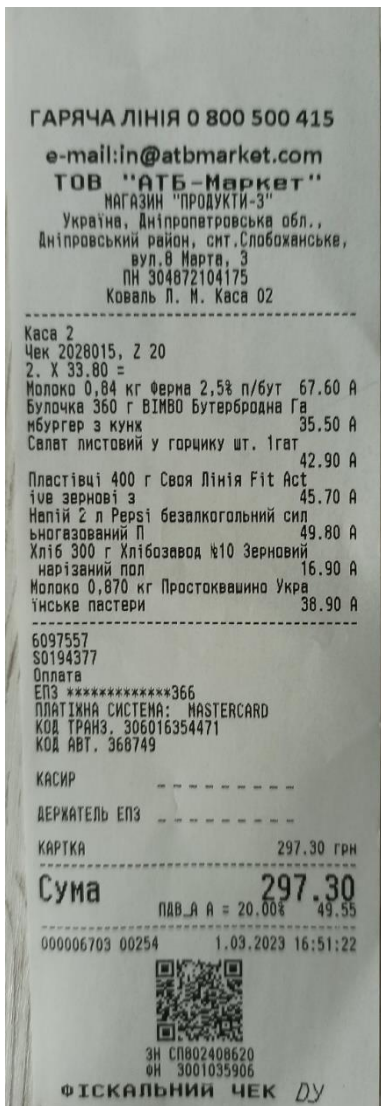 ГАРЯЧА ЛІНІЯ 0 800 500 415
e-mail:in@atbmarket.com
ТОВ "АТБ-Маркет"
МАГАЗИН "ПРОДУКТИ-3"
Україна, Дніпропетровська обл.,
Дніпровський район, смт.Слобожанське,
вул.8 Марта, 3
ПН 304872104175
Коваль Л. М. Каса 02
Каса 2
Чек 2028015, Z 20
2. X 33.80 =
Молоко 0,84 кг Ферма 2,5% п/бут 67.60 А
Булочка 360 г BIMBO Бутербродна Га
мбургер з кунж 35.50 А
Салат листовий у горщику шт. 1гат
42.90 А
Пластівці 400 г Своя Лінія Fit Act
ive зернові з 45.70 А
Напій 2 л Pepsi безалкогольний сил
ьногазований П 49.80 А
Хліб 300 г Хлібозавод №10 Зерновий
нарізаний пол 16.90 А
Молоко 0,870 кг Простоквашино Укра
їнське пастери 38.90 А
6097557
S0194377
Оплата
ЕПЗ *************366
ПЛАТІЖНА СИСТЕМА: MASTERCARD
КОД ТРАНЗ. 306016354471
КОД АВТ. 368749
КАСИР
ДЕРЖАТЕЛЬ ЕПЗ
КАРТКА 297.30 грн
Сума 297.30
ПДВ_А А = 20.00% 49.55
000006703 00254 1.03.2023 16:51:22
ЗН СП802408620
ФН 3001035906
ФІСКАЛЬНИЙ ЧЕК